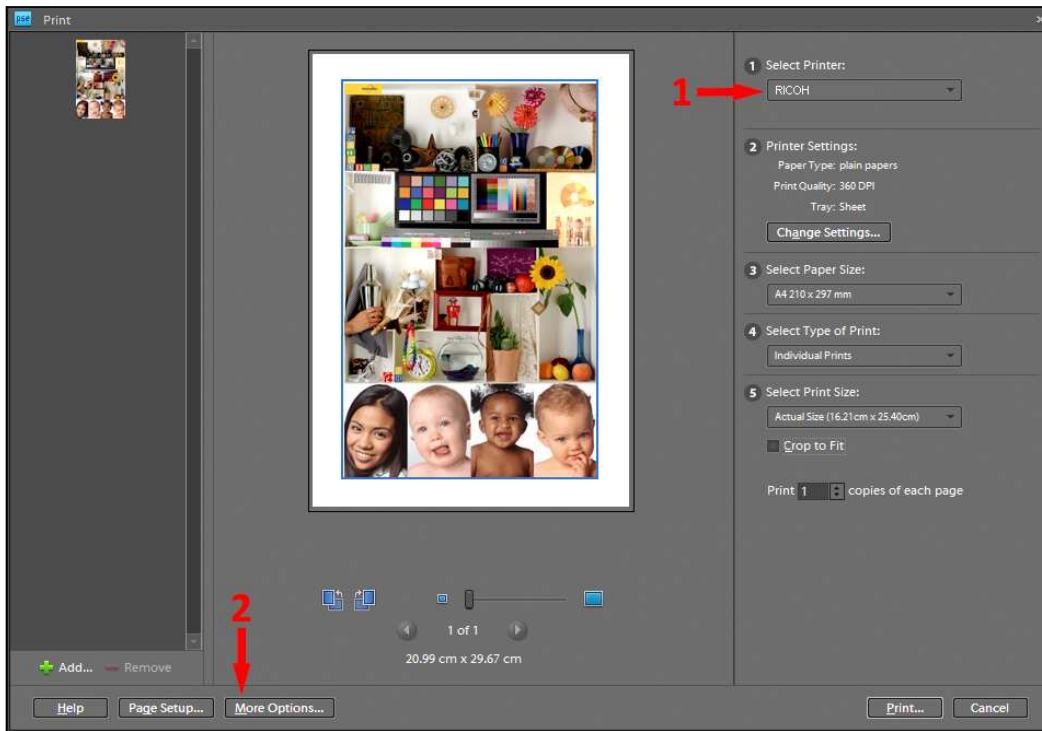 pse Print x
1 Select Printer:
RICOH
1
2 Printer Settings:
Paper Type: plain papers
Print Quality: 360 DPI
Tray: Sheet
Change Settings...
3 Select Paper Size:
A4 210 x 297 mm
4 Select Type of Print:
Individual Prints
5 Select Print Size:
Actual Size (16.21cm x 25.40cm)
Crop to Fit
Print 1 copies of each page
2
1 of 1
20.99 cm x 29.67 cm
Add... Remove
Help Page Setup... More Options... Print... Cancel